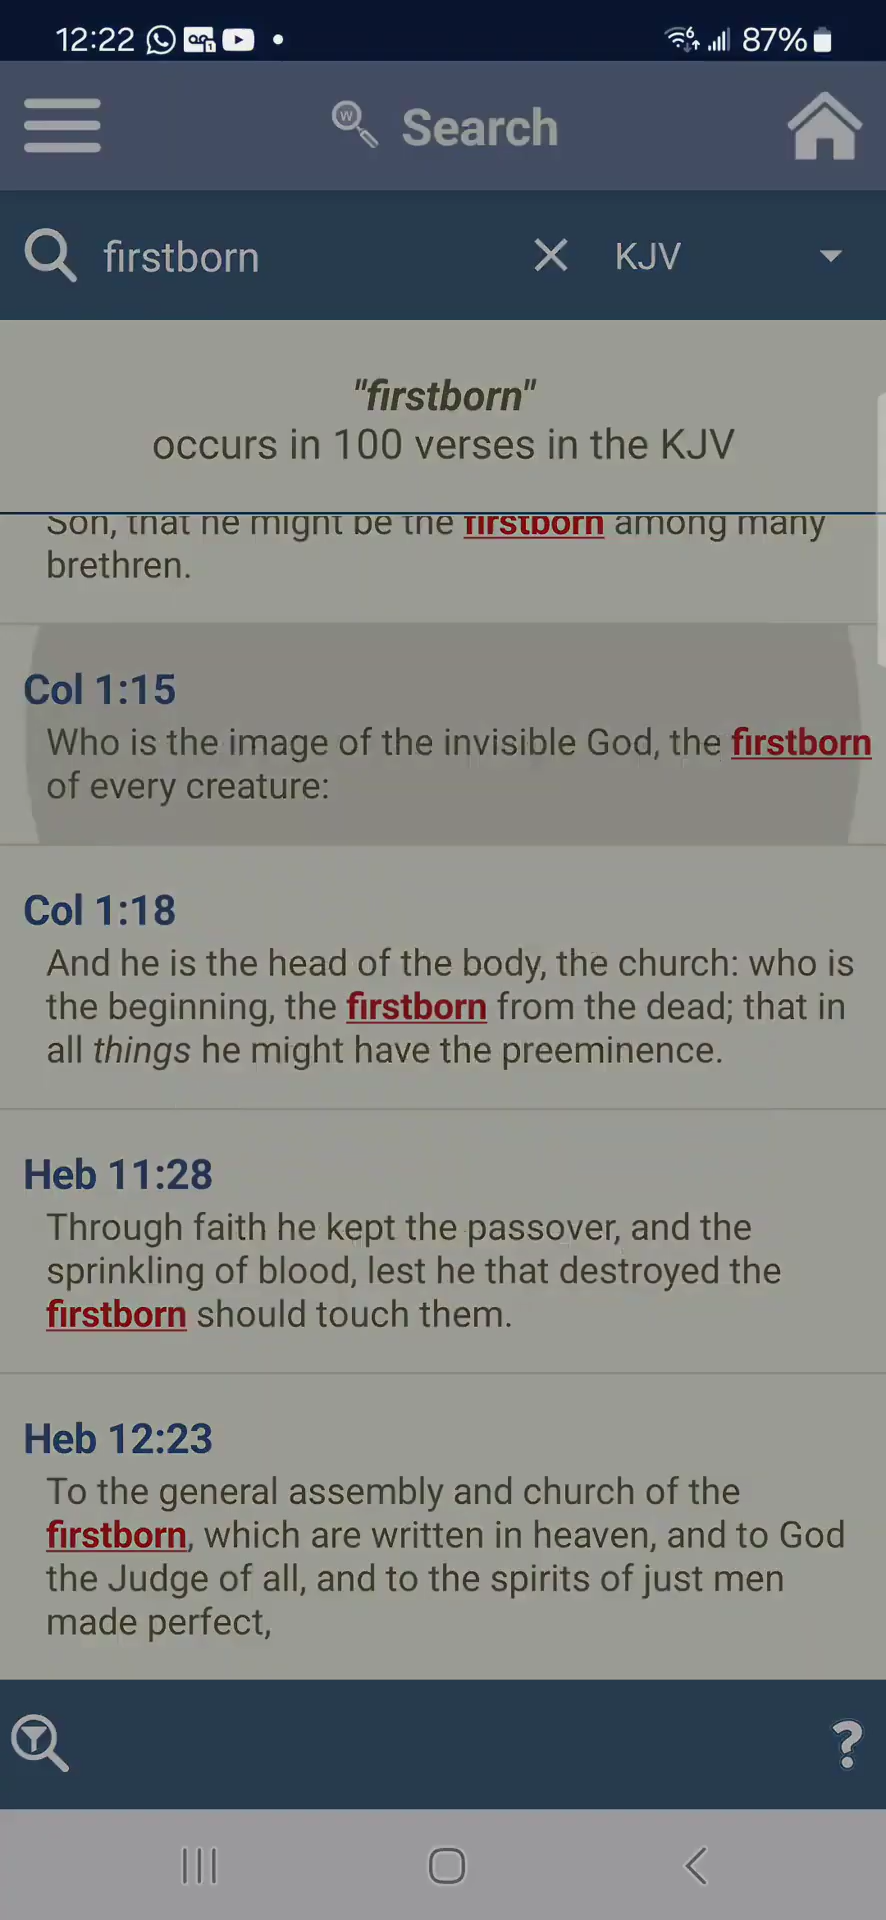 12:22 87%
Search
firstborn KJV
"firstborn"
occurs in 100 verses in the KJV
Son, that he might be the firstborn among many
brethren.
Col 1:15
Who is the image of the invisible God, the firstborn
of every creature:
Col 1:18
And he is the head of the body, the church: who is
the beginning, the firstborn from the dead; that in
all things he might have the preeminence.
Heb 11:28
Through faith he kept the passover, and the
sprinkling of blood, lest he that destroyed the
firstborn should touch them.
Heb 12:23
To the general assembly and church of the
firstborn, which are written in heaven, and to God
the Judge of all, and to the spirits of just men
made perfect,
?